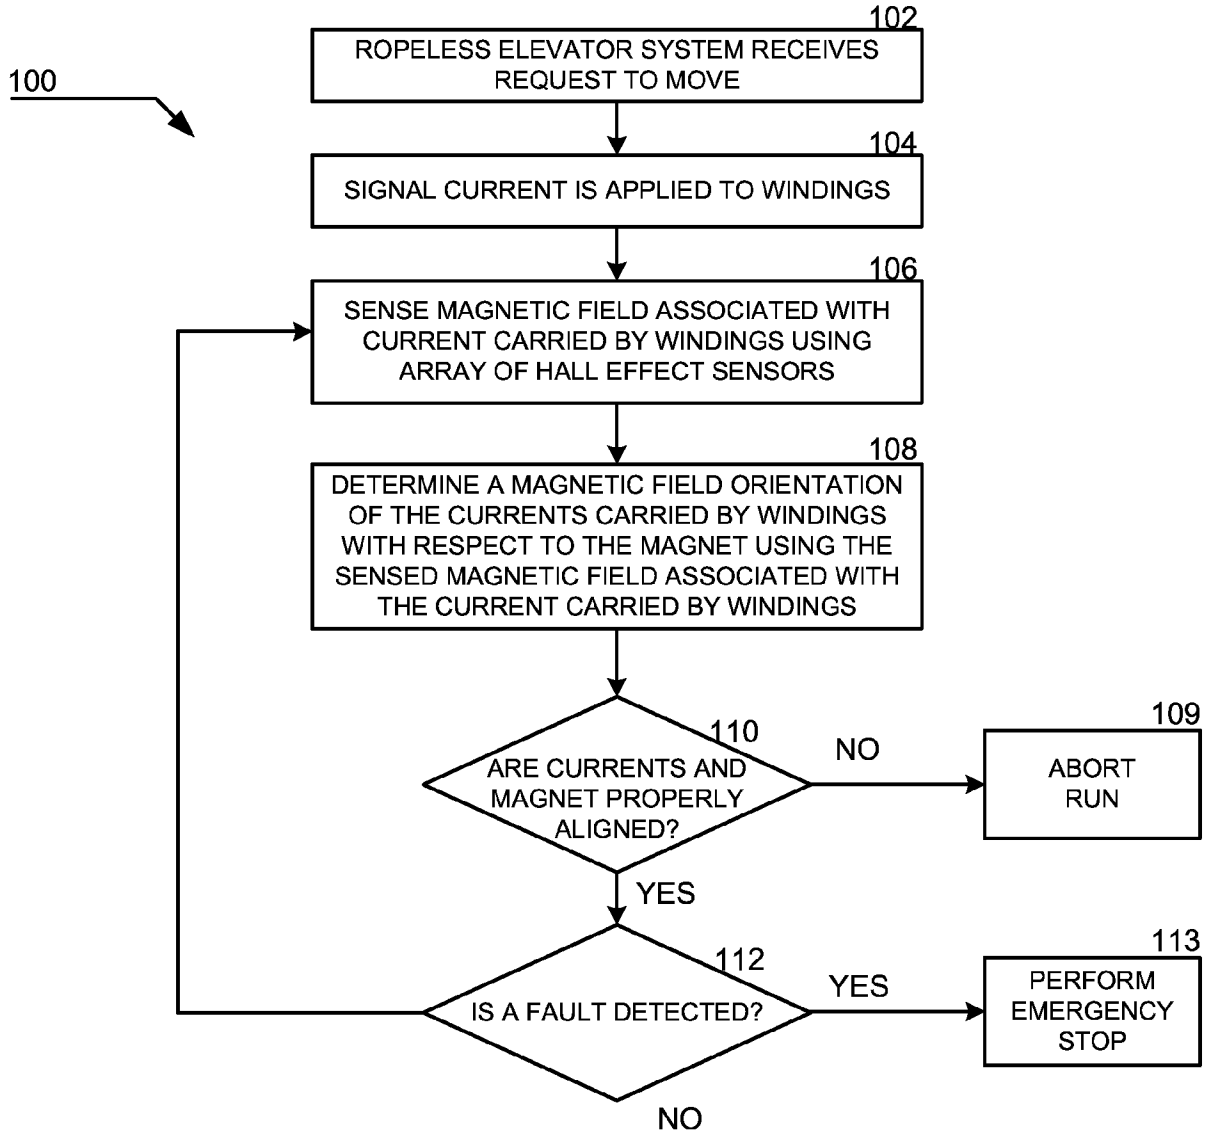 102
ROPELESS ELEVATOR SYSTEM RECEIVES
REQUEST TO MOVE
100
104
SIGNAL CURRENT IS APPLIED TO WINDINGS
106
SENSE MAGNETIC FIELD ASSOCIATED WITH
CURRENT CARRIED BY WINDINGS USING
ARRAY OF HALL EFFECT SENSORS
108
DETERMINE A MAGNETIC FIELD ORIENTATION
OF THE CURRENTS CARRIED BY WINDINGS
WITH RESPECT TO THE MAGNET USING THE
SENSED MAGNETIC FIELD ASSOCIATED WITH
THE CURRENT CARRIED BY WINDINGS
110
ARE CURRENTS AND
MAGNET PROPERLY
ALIGNED?
NO
109
ABORT
RUN
YES
112
IS A FAULT DETECTED?
YES
113
PERFORM
EMERGENCY
STOP
NO